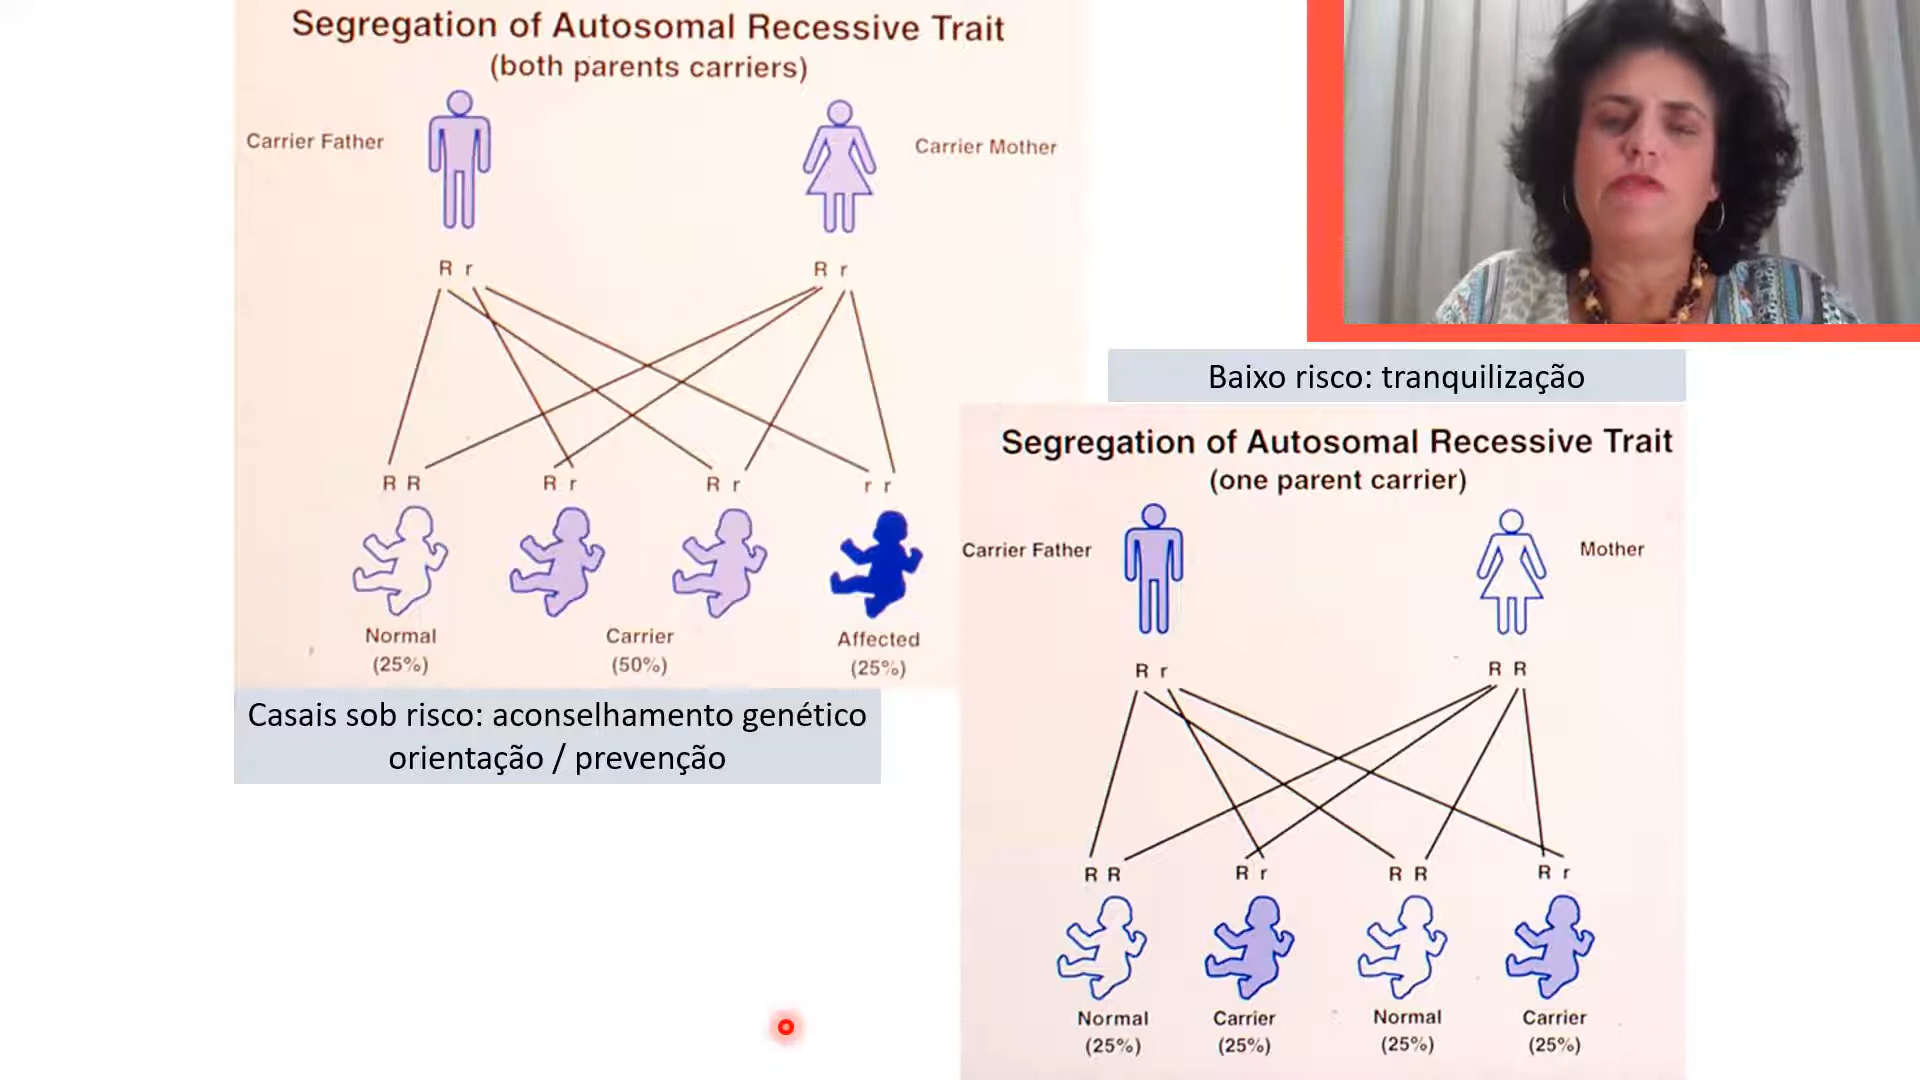 Segregation of Autosomal Recessive Trait
(both parents carriers)
Carrier Father
Carrier Mother
R r
R r
R R
R r
R r
r r
Normal
(25%)
Carrier
(50%)
Affected
(25%)
Casais sob risco: aconselhamento genético
orientação / prevenção
Baixo risco: tranquilização
Segregation of Autosomal Recessive Trait
(one parent carrier)
Carrier Father
Mother
R r
R R
R R
R r
R R
R r
Normal
(25%)
Carrier
(25%)
Normal
(25%)
Carrier
(25%)